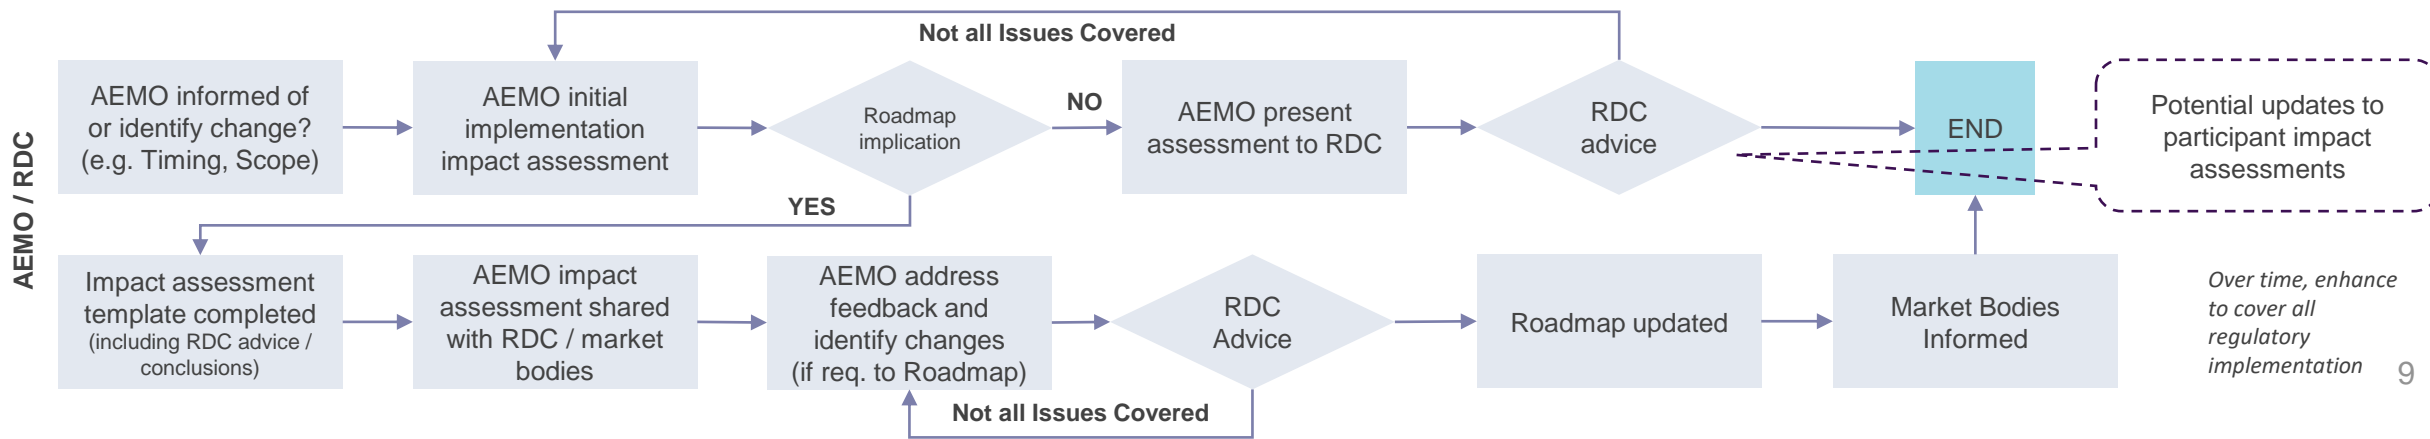 Not all Issues Covered
AEMO / RDC
AEMO informed of
or identify change?
(e.g. Timing, Scope)
AEMO initial
implementation
impact assessment
Roadmap
implication
NO
AEMO present
assessment to RDC
RDC
advice
END
Potential updates to
participant impact
assessments
YES
Impact assessment
template completed
(including RDC advice /
conclusions)
AEMO impact
assessment shared
with RDC / market
bodies
AEMO address
feedback and
identify changes
(if req. to Roadmap)
RDC
Advice
Roadmap updated
Market Bodies
Informed
Over time, enhance
to cover all
regulatory
implementation
9
Not all Issues Covered